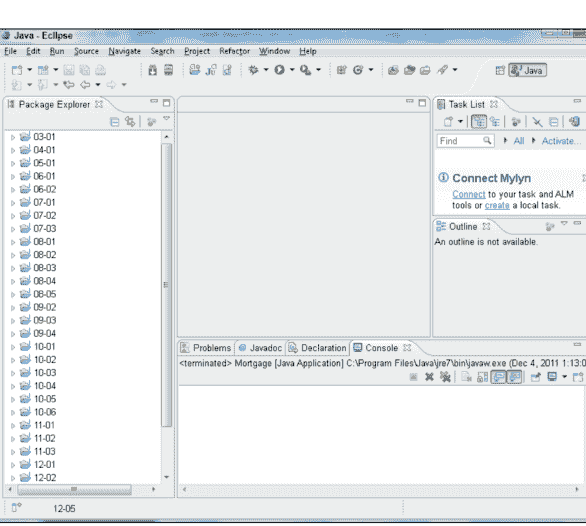 Java - Eclipse
File Edit Run Source Navigate Search Project Refactor Window Help
Java
Package Explorer
03-01
04-01
05-01
06-01
06-02
07-01
07-02
07-03
08-01
08-02
08-03
08-04
08-05
09-02
09-03
09-04
10-01
10-02
10-03
10-04
10-05
10-06
11-01
11-02
11-03
12-01
12-02
Task List
Find All Activate...
Connect Mylyn
Connect to your task and ALM
tools or create a local task.
Outline
An outline is not available.
Problems Javadoc Declaration Console
<terminated> Mortgage [Java Application] C:\Program Files\Java\jre7\bin\javaw.exe (Dec 4, 2011 1:13:0
12-05